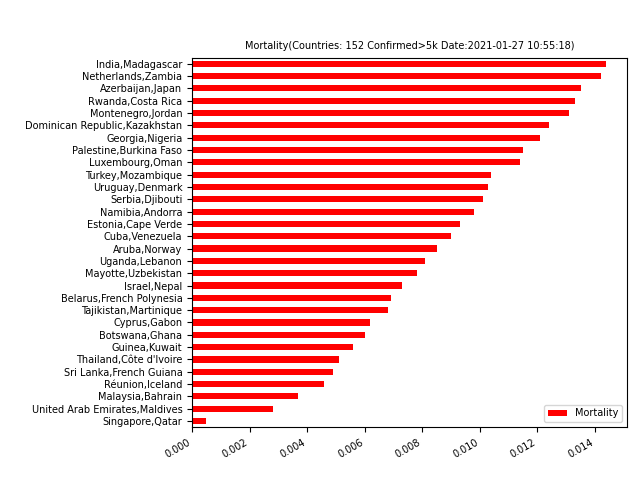 Mortality(Countries: 152 Confirmed>5k Date:2021-01-27 10:55:18)
India,Madagascar
Netherlands,Zambia
Azerbaijan,Japan
Rwanda,Costa Rica
Montenegro,Jordan
Dominican Republic,Kazakhstan
Georgia,Nigeria
Palestine,Burkina Faso
Luxembourg,Oman
Turkey,Mozambique
Uruguay,Denmark
Serbia,Djibouti
Namibia,Andorra
Estonia,Cape Verde
Cuba,Venezuela
Aruba,Norway
Uganda,Lebanon
Mayotte,Uzbekistan
Israel,Nepal
Belarus,French Polynesia
Tajikistan,Martinique
Cyprus,Gabon
Botswana,Ghana
Guinea,Kuwait
Thailand,Côte d'Ivoire
Sri Lanka,French Guiana
Réunion,Iceland
Malaysia,Bahrain
United Arab Emirates,Maldives
Singapore,Qatar
Mortality
0.000 0.002 0.004 0.006 0.008 0.010 0.012 0.014